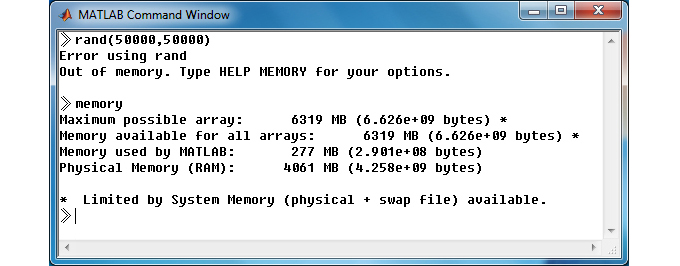 MATLAB Command Window
>> rand(50000,50000)
Error using rand
Out of memory. Type HELP MEMORY for your options.
>> memory
Maximum possible array:      6319 MB (6.626e+09 bytes) *
Memory available for all arrays:      6319 MB (6.626e+09 bytes) *
Memory used by MATLAB:       277 MB (2.901e+08 bytes)
Physical Memory (RAM):      4061 MB (4.258e+09 bytes)
*  Limited by System Memory (physical + swap file) available.
>>